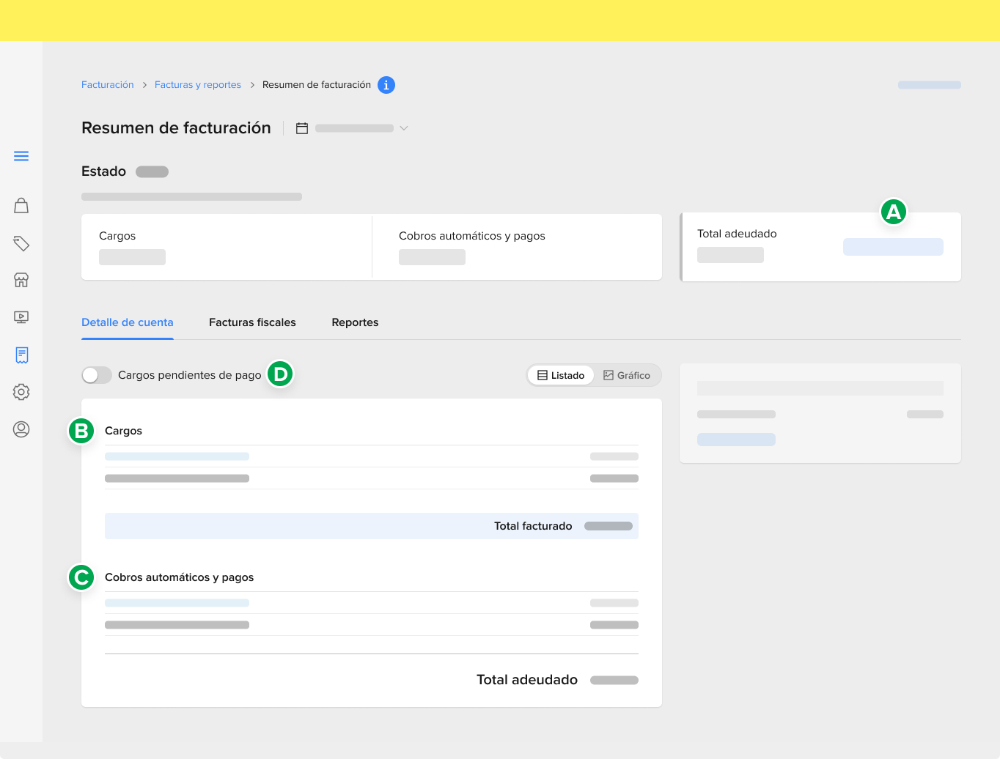 Facturación > Facturas y reportes > Resumen de facturación i
Resumen de facturación
Estado
A
Cargos
Cobros automáticos y pagos
Total adeudado
Detalle de cuenta Facturas fiscales Reportes
Cargos pendientes de pago D
Listado Gráfico
B Cargos
Total facturado
C Cobros automáticos y pagos
Total adeudado